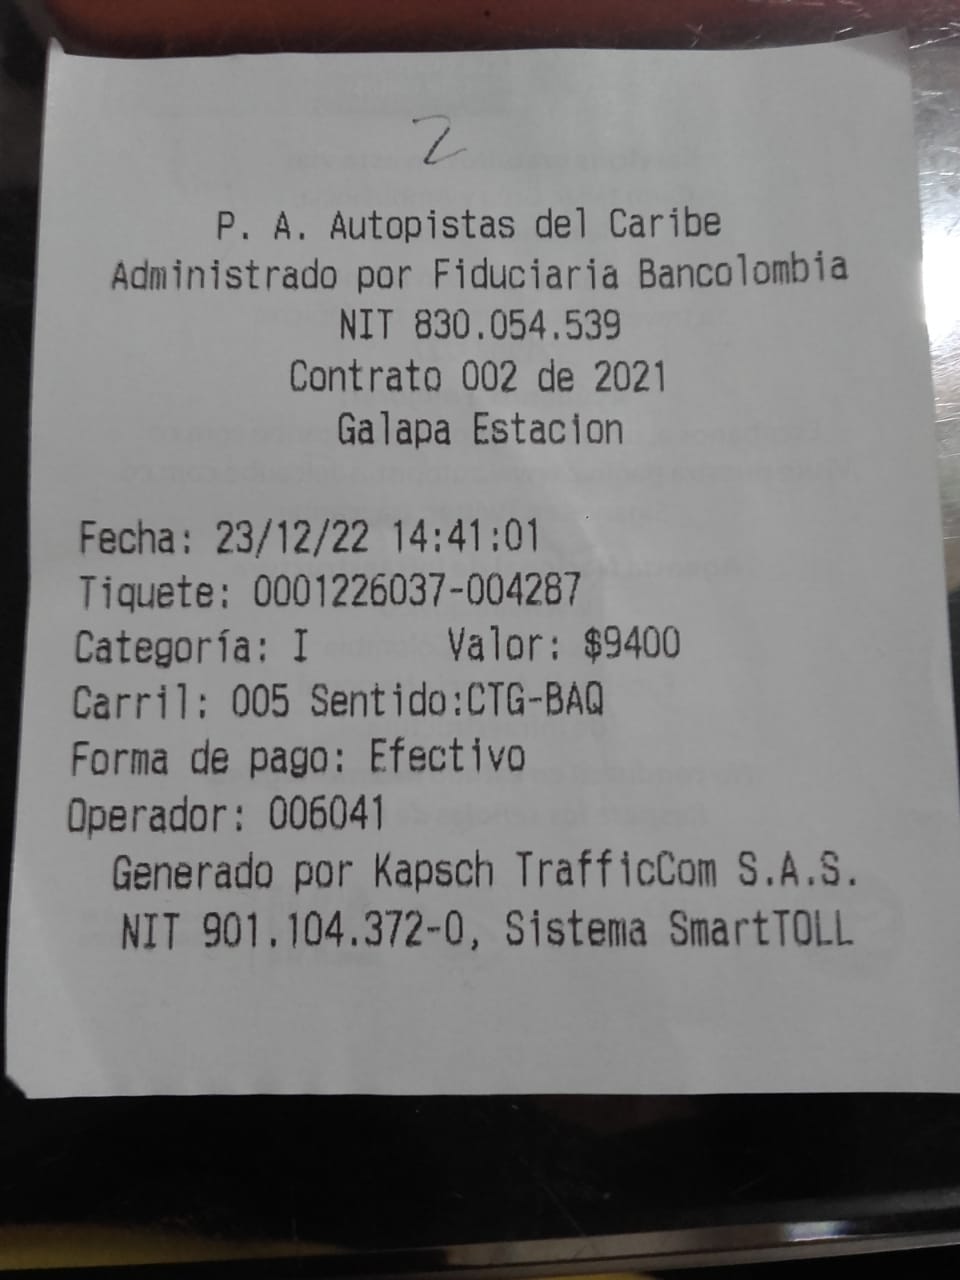 2
P. A. Autopistas del Caribe
Administrado por Fiduciaria Bancolombia
NIT 830.054.539
Contrato 002 de 2021
Galapa Estacion
Fecha: 23/12/22 14:41:01
Tiquete: 0001226037-004287
Categoría: I Valor: $9400
Carril: 005 Sentido:CTG-BAQ
Forma de pago: Efectivo
Operador: 006041
Generado por Kapsch TrafficCom S.A.S.
NIT 901.104.372-0, Sistema SmartTOLL